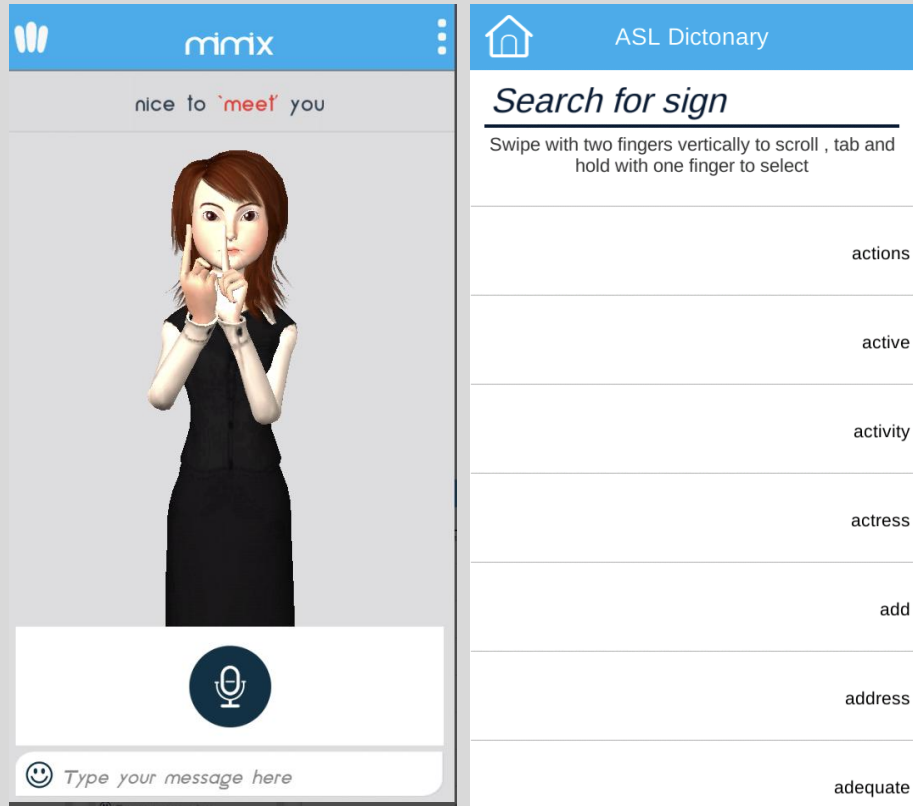 mimix
nice to 'meet' you
Type your message here
ASL Dictonary
Search for sign
Swipe with two fingers vertically to scroll , tab and
hold with one finger to select
actions
active
activity
actress
add
address
adequate